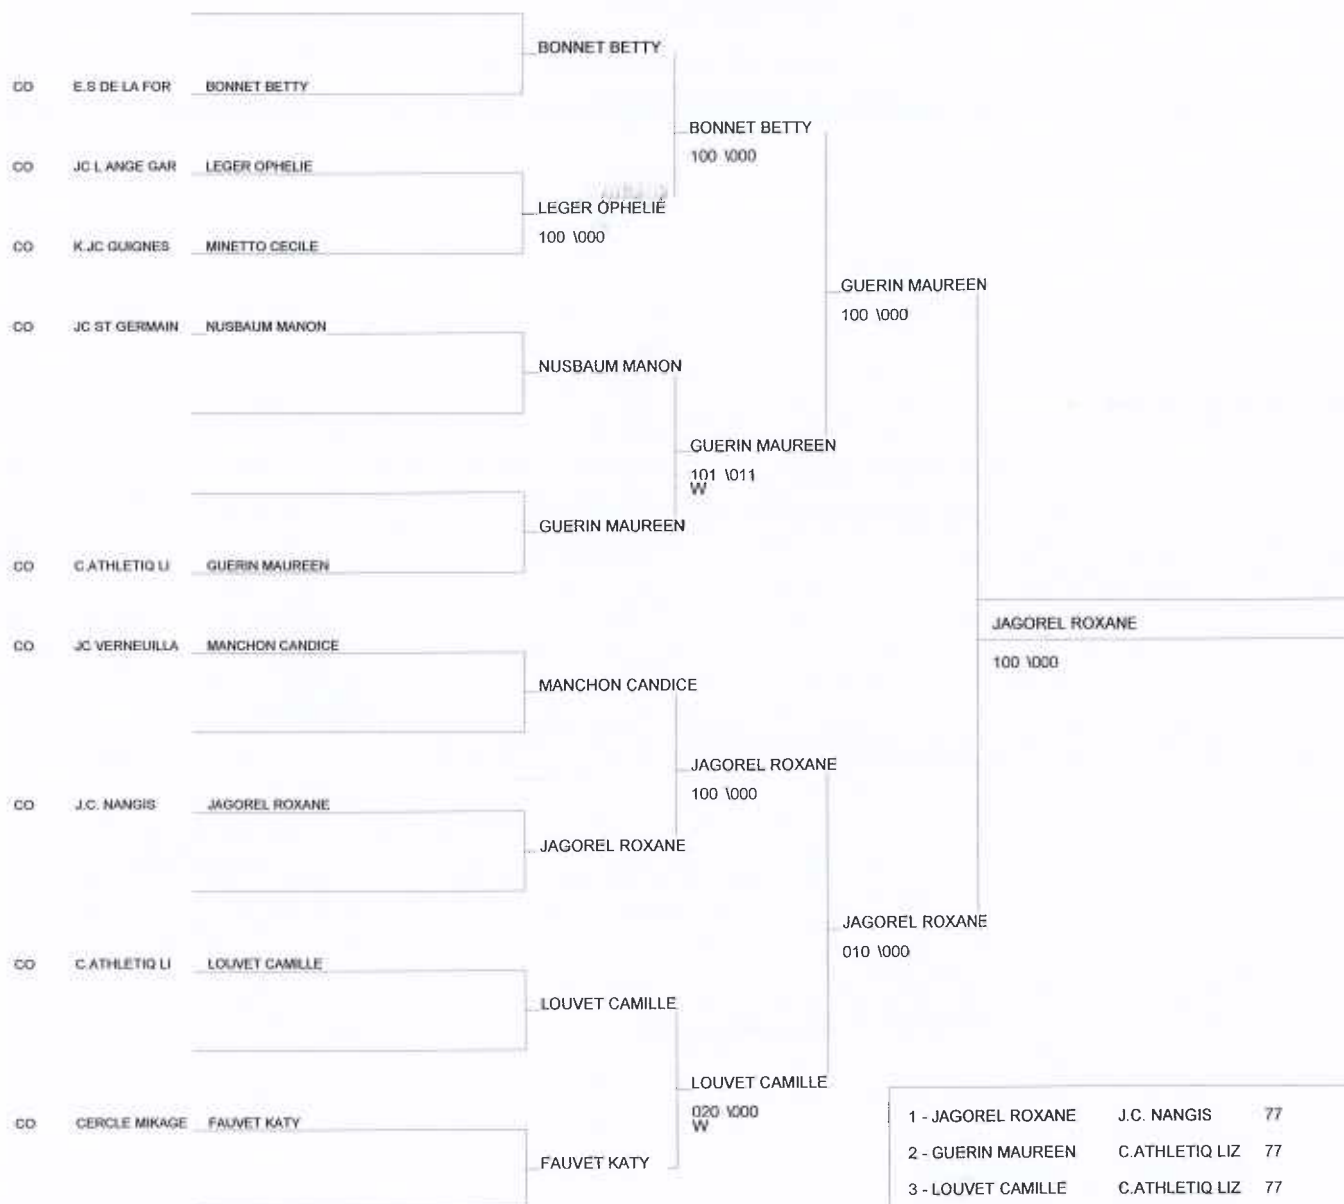 BONNET BETTY
CO E.S DE LA FOR BONNET BETTY
BONNET BETTY
100 \000
CO JC L ANGE GAR LEGER OPHELIE
LEGER OPHELIE
100 \000
CO K.JC GUIGNES MINETTO CECILE
GUERIN MAUREEN
100 \000
CO JC ST GERMAIN NUSBAUM MANON
NUSBAUM MANON
GUERIN MAUREEN
101 \011
W
GUERIN MAUREEN
CO C.ATHLETIQ LI GUERIN MAUREEN
JAGOREL ROXANE
100 \000
CO JC VERNEUILLA MANCHON CANDICE
MANCHON CANDICE
JAGOREL ROXANE
100 \000
CO J.C. NANGIS JAGOREL ROXANE
JAGOREL ROXANE
JAGOREL ROXANE
010 \000
CO C.ATHLETIQ LI LOUVET CAMILLE
LOUVET CAMILLE
LOUVET CAMILLE
020 \000
W
CO CERCLE MIKAGE FAUVET KATY
FAUVET KATY
1 - JAGOREL ROXANE J.C. NANGIS 77
2 - GUERIN MAUREEN C.ATHLETIQ LIZ 77
3 - LOUVET CAMILLE C.ATHLETIQ LIZ 77